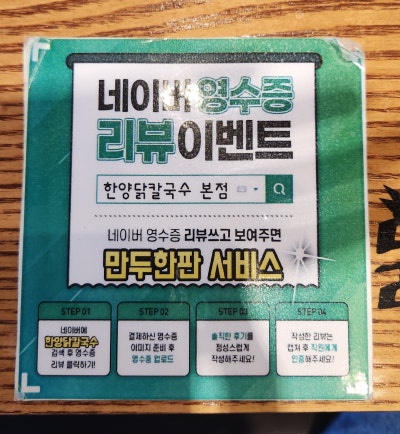 네이버 영수증
리뷰이벤트
한양닭칼국수 본점
네이버 영수증 리뷰쓰고 보여주면
만두한판 서비스
STEP 01
네이버에
한양닭칼국수
검색 후 영수증
리뷰 클릭하기!
STEP 02
결제하신 영수증
이미지 준비 후
영수증 업로드
STEP 03
솔직한 후기를
정성스럽게
작성해주세요!
STEP 04
작성한 리뷰는
캡처 후 직원에게
인증해주세요!